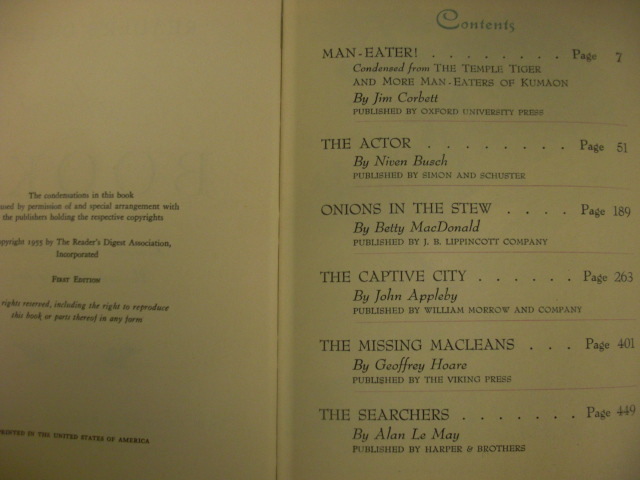 The condensations in this book
used by permission of and special arrangement with
the publishers holding the respective copyrights
copyright 1955 by The Reader's Digest Association,
Incorporated
First Edition
rights reserved, including the right to reproduce
this book or parts thereof in any form
PRINTED IN THE UNITED STATES OF AMERICA
Contents
MAN-EATER! . . . . . . . . Page 7
Condensed from THE TEMPLE TIGER
AND MORE MAN-EATERS OF KUMAON
By Jim Corbett
PUBLISHED BY OXFORD UNIVERSITY PRESS
THE ACTOR . . . . . . . . Page 51
By Niven Busch
PUBLISHED BY SIMON AND SCHUSTER
ONIONS IN THE STEW . . . . Page 189
By Betty MacDonald
PUBLISHED BY J. B. LIPPINCOTT COMPANY
THE CAPTIVE CITY . . . . . . Page 263
By John Appleby
PUBLISHED BY WILLIAM MORROW AND COMPANY
THE MISSING MACLEANS . . . Page 401
By Geoffrey Hoare
PUBLISHED BY THE VIKING PRESS
THE SEARCHERS . . . . . . . Page 449
By Alan Le May
PUBLISHED BY HARPER & BROTHERS